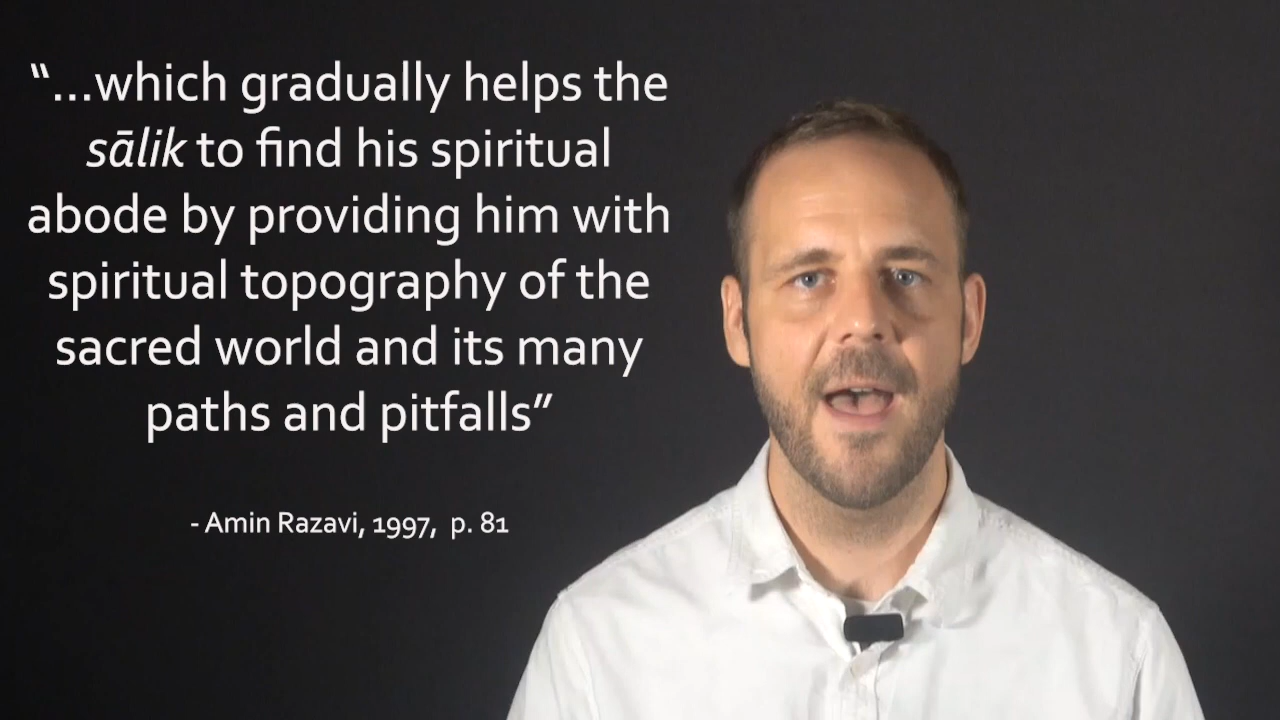 “...which gradually helps the
sālik to find his spiritual
abode by providing him with
spiritual topography of the
sacred world and its many
paths and pitfalls”
- Amin Razavi, 1997, p. 81